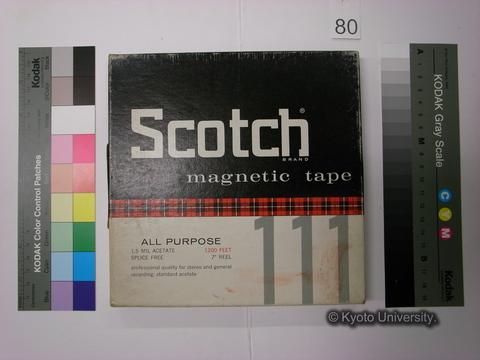 80
Scotch®
BRAND
magnetic tape
ALL PURPOSE
1.5 MIL ACETATE 1200 FEET
SPLICE FREE 7" REEL
professional quality for stereo and general
recording; standard acetate
111
KODAK Color Control Patches
Kodak
KODAK Gray Scale
C Y M
Kodak
© Kyoto University.